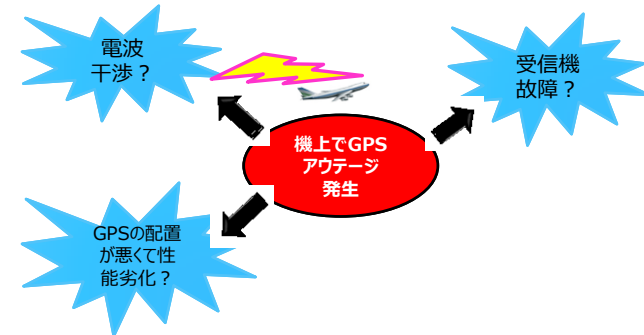 電波
干渉？
受信機
故障？
機上でGPS
アウテージ
発生
GPSの配置
が悪くて性
能劣化？